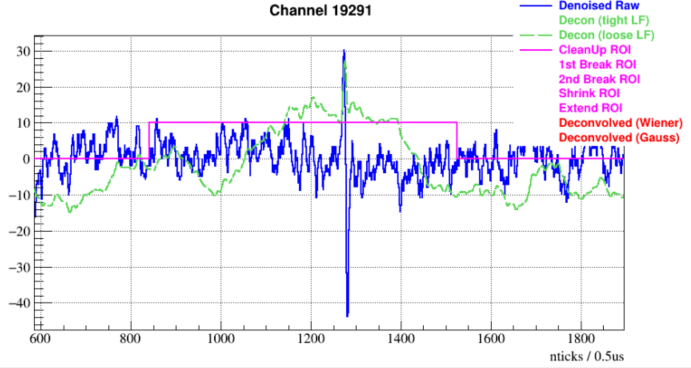 Channel 19291
Denoised Raw
Decon (tight LF)
Decon (loose LF)
CleanUp ROI
1st Break ROI
2nd Break ROI
Shrink ROI
Extend ROI
Deconvolved (Wiener)
Deconvolved (Gauss)
30
20
10
0
−10
−20
−30
−40
600 800 1000 1200 1400 1600 1800
nticks / 0.5us